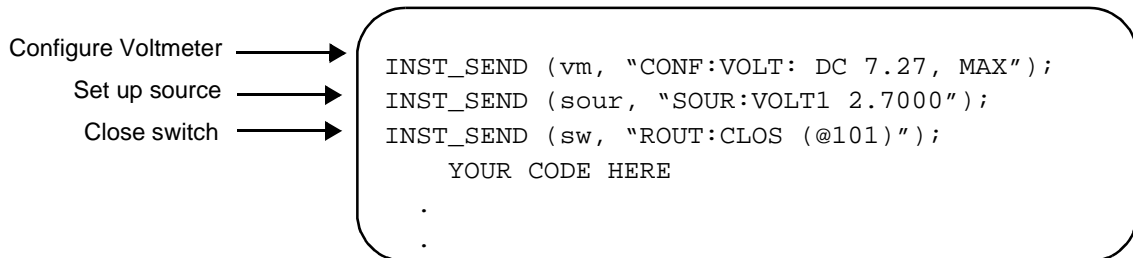 Configure Voltmeter
Set up source
Close switch
INST_SEND (vm, “CONF:VOLT: DC 7.27, MAX”);
INST_SEND (sour, “SOUR:VOLT1 2.7000”);
INST_SEND (sw, “ROUT:CLOS (@101)”);
YOUR CODE HERE
.
.